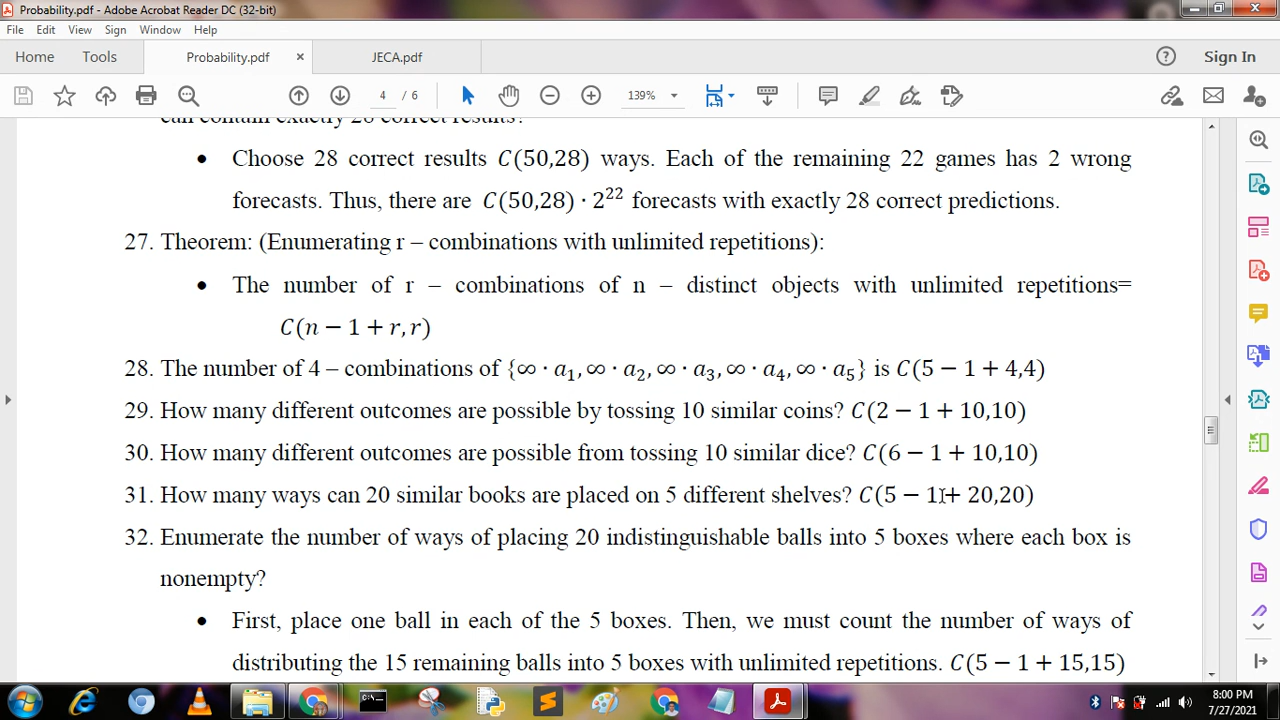 Probability.pdf - Adobe Acrobat Reader DC (32-bit)
File Edit View Sign Window Help
Home Tools Probability.pdf × JECA.pdf Sign In
4 / 6 139%
can contain exactly 28 correct results?
• Choose 28 correct results C(50,28) ways. Each of the remaining 22 games has 2 wrong
forecasts. Thus, there are C(50,28) · 2²² forecasts with exactly 28 correct predictions.
27. Theorem: (Enumerating r – combinations with unlimited repetitions):
• The number of r – combinations of n – distinct objects with unlimited repetitions=
C(n − 1 + r, r)
28. The number of 4 – combinations of {∞ · a₁, ∞ · a₂, ∞ · a₃, ∞ · a₄, ∞ · a₅} is C(5 − 1 + 4,4)
29. How many different outcomes are possible by tossing 10 similar coins? C(2 − 1 + 10,10)
30. How many different outcomes are possible from tossing 10 similar dice? C(6 − 1 + 10,10)
31. How many ways can 20 similar books are placed on 5 different shelves? C(5 − 1 + 20,20)
32. Enumerate the number of ways of placing 20 indistinguishable balls into 5 boxes where each box is
nonempty?
• First, place one ball in each of the 5 boxes. Then, we must count the number of ways of
distributing the 15 remaining balls into 5 boxes with unlimited repetitions. C(5 − 1 + 15,15)
8:00 PM
7/27/2021